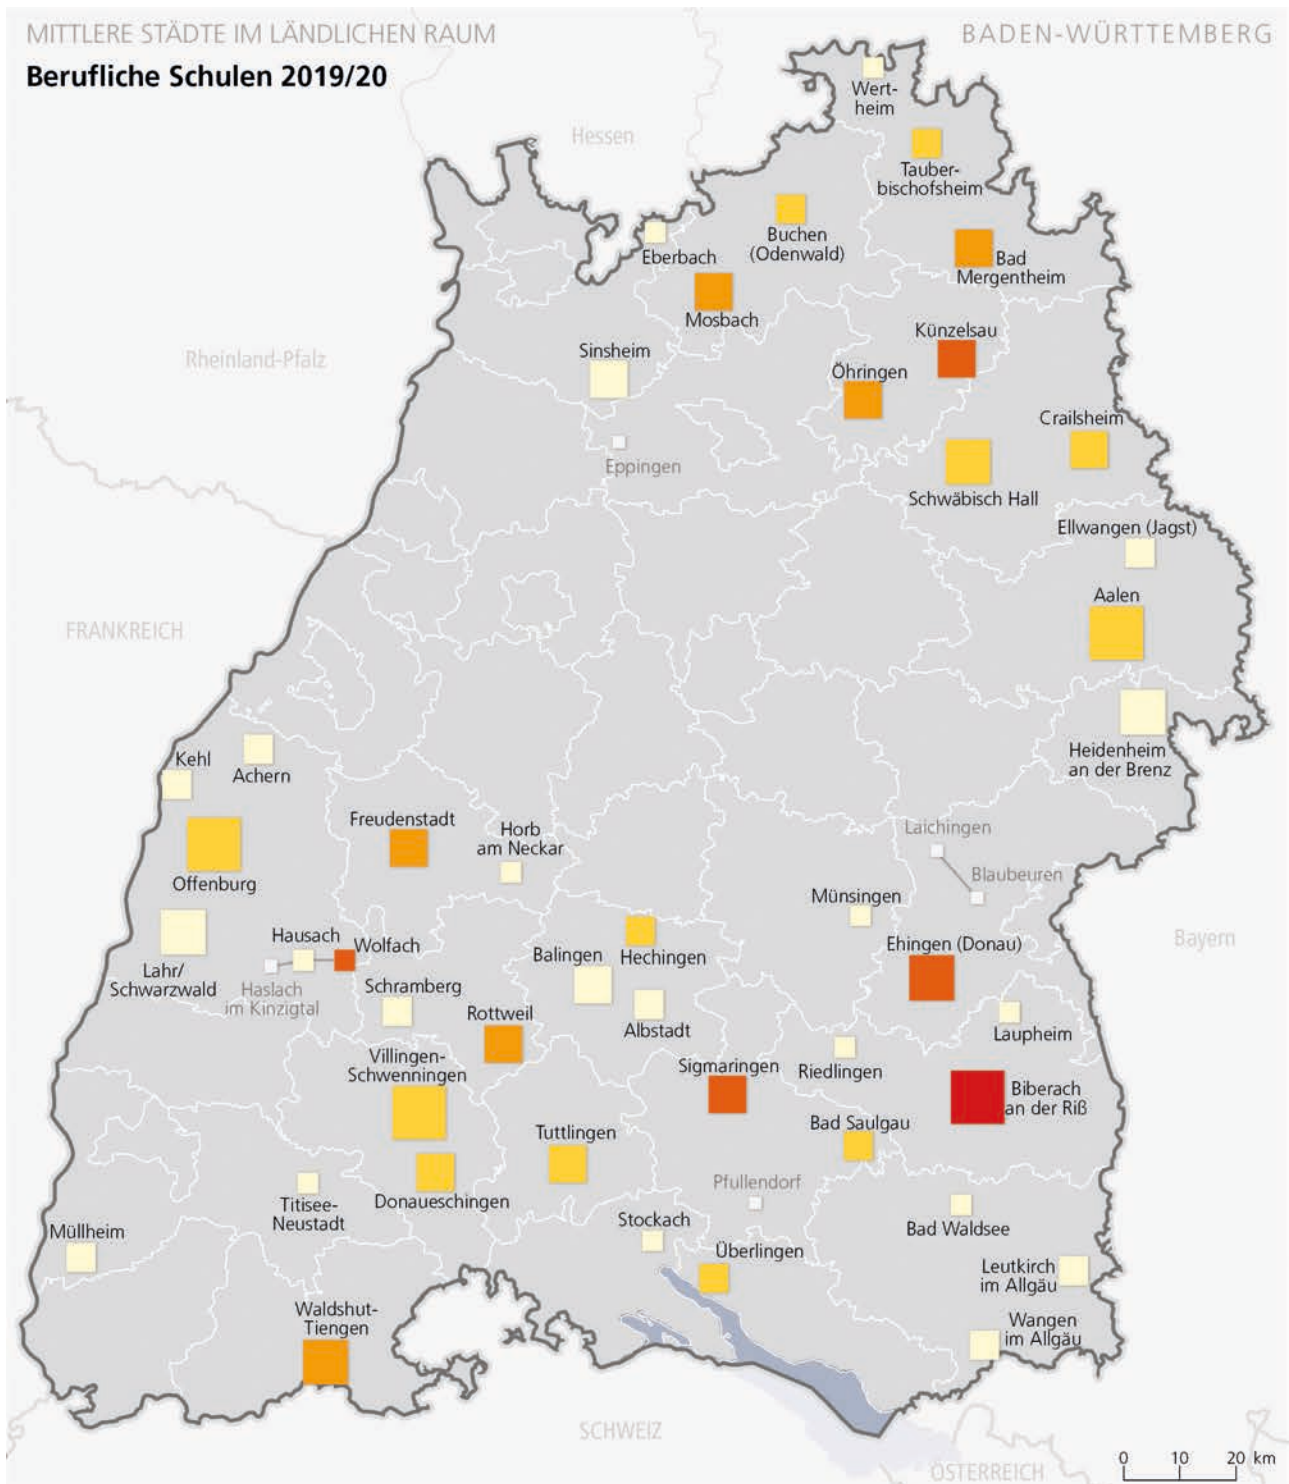 MITTLERE STÄDTE IM LÄNDLICHEN RAUM
BADEN-WÜRTTEMBERG
Berufliche Schulen 2019/20
Wert-
heim
Hessen
Tauber-
bischofsheim
Buchen
(Odenwald)
Eberbach
Bad
Mergentheim
Mosbach
Künzelsau
Sinsheim
Rheinland-Pfalz
Öhringen
Crailsheim
Eppingen
Schwäbisch Hall
Ellwangen (Jagst)
Aalen
FRANKREICH
Heidenheim
an der Brenz
Kehl
Achern
Freudenstadt
Horb
am Neckar
Laichingen
Blaubeuren
Offenburg
Münsingen
Hausach
Wolfach
Balingen
Hechingen
Ehingen (Donau)
Bayern
Lahr/
Schwarzwald
Haslach
im Kinzigtal
Schramberg
Rottweil
Albstadt
Laupheim
Villingen-
Schwenningen
Sigmaringen
Riedlingen
Biberach
an der Riß
Bad Saulgau
Tuttlingen
Donaueschingen
Pfullendorf
Titisee-
Neustadt
Müllheim
Stockach
Bad Waldsee
Überlingen
Leutkirch
im Allgäu
Waldshut-
Tiengen
Wangen
im Allgäu
SCHWEIZ
ÖSTERREICH
0 10 20 km